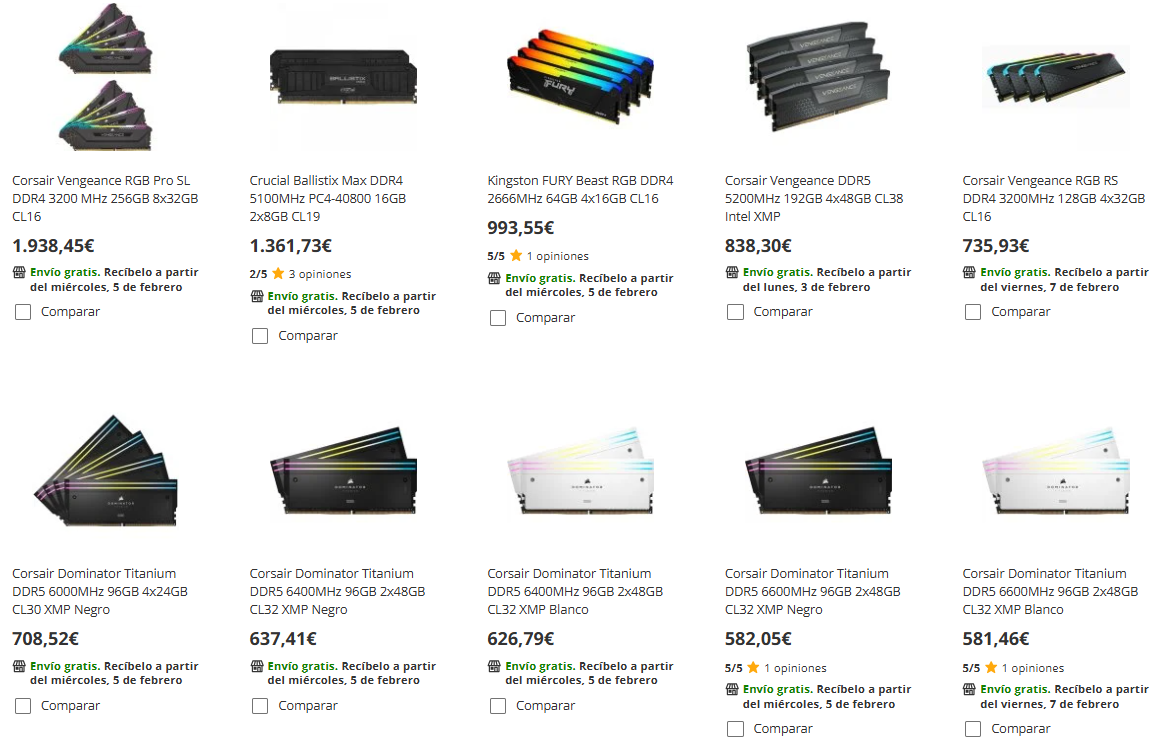 Corsair Vengeance RGB Pro SL
DDR4 3200 MHz 256GB 8x32GB
CL16
1.938,45€
Envío gratis. Recíbelo a partir
del miércoles, 5 de febrero
Comparar
BALLISTIX
Crucial Ballistix Max DDR4
5100MHz PC4-40800 16GB
2x8GB CL19
1.361,73€
2/5 3 opiniones
Envío gratis. Recíbelo a partir
del miércoles, 5 de febrero
Comparar
FURY
Kingston FURY Beast RGB DDR4
2666MHz 64GB 4x16GB CL16
993,55€
5/5 1 opiniones
Envío gratis. Recíbelo a partir
del miércoles, 5 de febrero
Comparar
VENGEANCE
Corsair Vengeance DDR5
5200MHz 192GB 4x48GB CL38
Intel XMP
838,30€
Envío gratis. Recíbelo a partir
del lunes, 3 de febrero
Comparar
Corsair Vengeance RGB RS
DDR4 3200MHz 128GB 4x32GB
CL16
735,93€
Envío gratis. Recíbelo a partir
del viernes, 7 de febrero
Comparar
DOMINATOR
Corsair Dominator Titanium
DDR5 6000MHz 96GB 4x24GB
CL30 XMP Negro
708,52€
Envío gratis. Recíbelo a partir
del miércoles, 5 de febrero
Comparar
DOMINATOR
Corsair Dominator Titanium
DDR5 6400MHz 96GB 2x48GB
CL32 XMP Negro
637,41€
Envío gratis. Recíbelo a partir
del miércoles, 5 de febrero
Comparar
DOMINATOR
Corsair Dominator Titanium
DDR5 6400MHz 96GB 2x48GB
CL32 XMP Blanco
626,79€
Envío gratis. Recíbelo a partir
del miércoles, 5 de febrero
Comparar
DOMINATOR
Corsair Dominator Titanium
DDR5 6600MHz 96GB 2x48GB
CL32 XMP Negro
582,05€
5/5 1 opiniones
Envío gratis. Recíbelo a partir
del miércoles, 5 de febrero
Comparar
DOMINATOR
Corsair Dominator Titanium
DDR5 6600MHz 96GB 2x48GB
CL32 XMP Blanco
581,46€
5/5 1 opiniones
Envío gratis. Recíbelo a partir
del viernes, 7 de febrero
Comparar